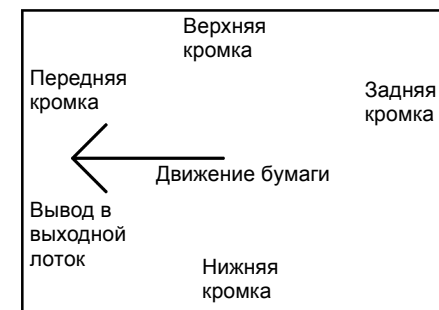 Верхняя
кромка
Передняя
кромка
Задняя
кромка
Движение бумаги
Вывод в
выходной
лоток
Нижняя
кромка